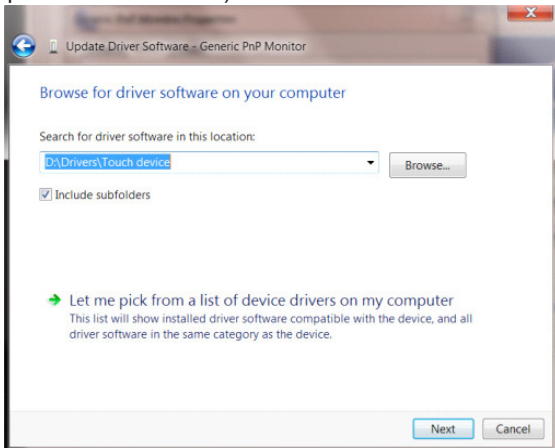 Update Driver Software - Generic PnP Monitor
Browse for driver software on your computer
Search for driver software in this location:
D:\Drivers\Touch device
Browse...
Include subfolders
Let me pick from a list of device drivers on my computer
This list will show installed driver software compatible with the device, and all
driver software in the same category as the device.
Next
Cancel